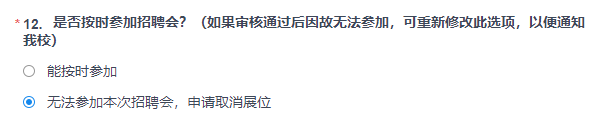 * 12. 是否按时参加招聘会？（如果审核通过后因故无法参加，可重新修改此选项，以便通知
我校）
能按时参加
无法参加本次招聘会，申请取消展位